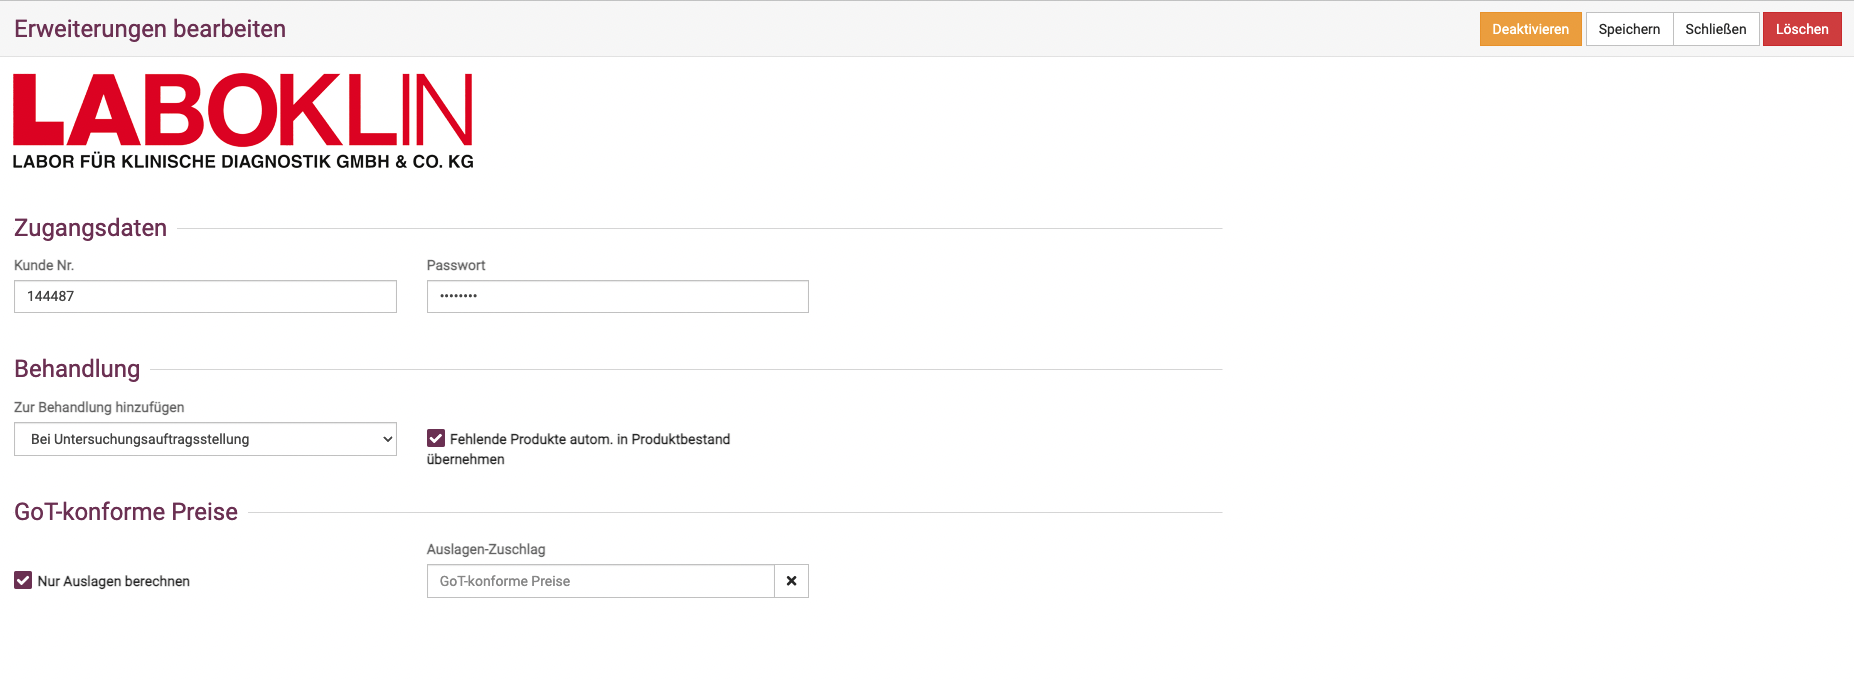 Erweiterungen bearbeiten
Deaktivieren
Speichern
Schließen
Löschen
LABOKLIN
LABOR FÜR KLINISCHE DIAGNOSTIK GMBH & CO. KG
Zugangsdaten
Kunde Nr.
Passwort
144487
••••••••
Behandlung
Zur Behandlung hinzufügen
Bei Untersuchungsauftragsstellung
Fehlende Produkte autom. in Produktbestand
übernehmen
GoT-konforme Preise
Auslagen-Zuschlag
Nur Auslagen berechnen
GoT-konforme Preise